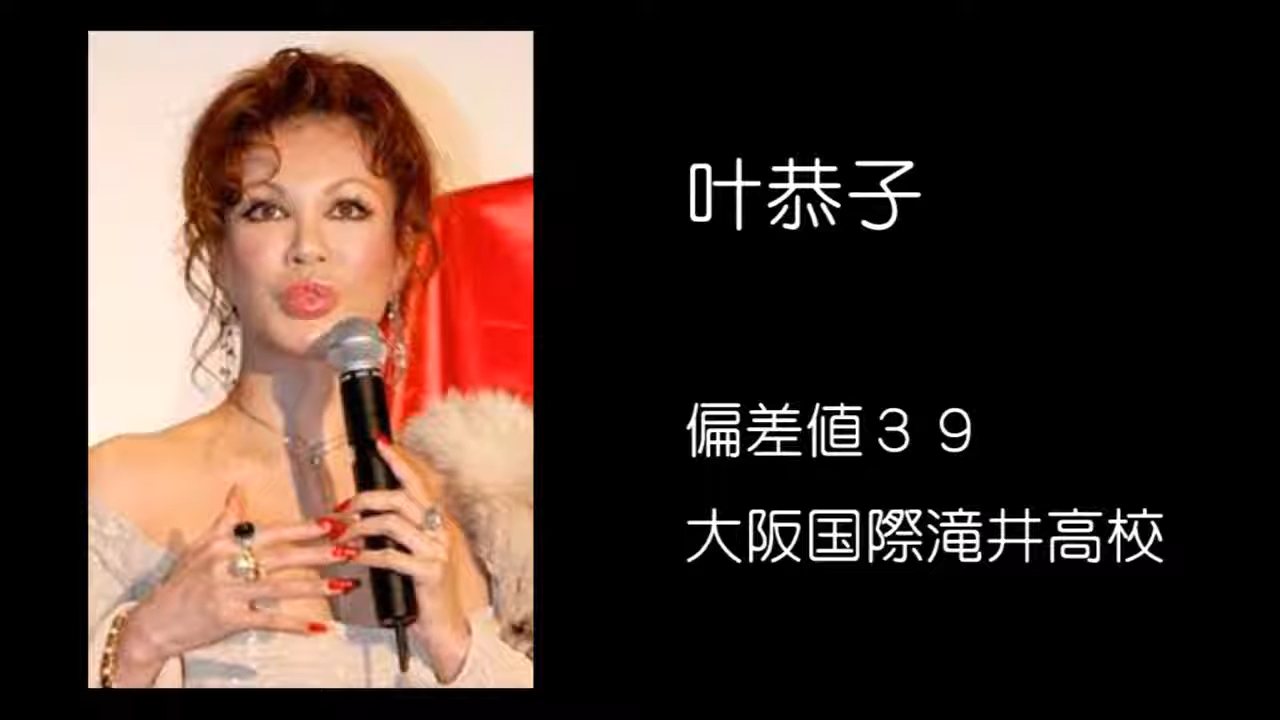 叶恭子
偏差値３９
大阪国際滝井高校